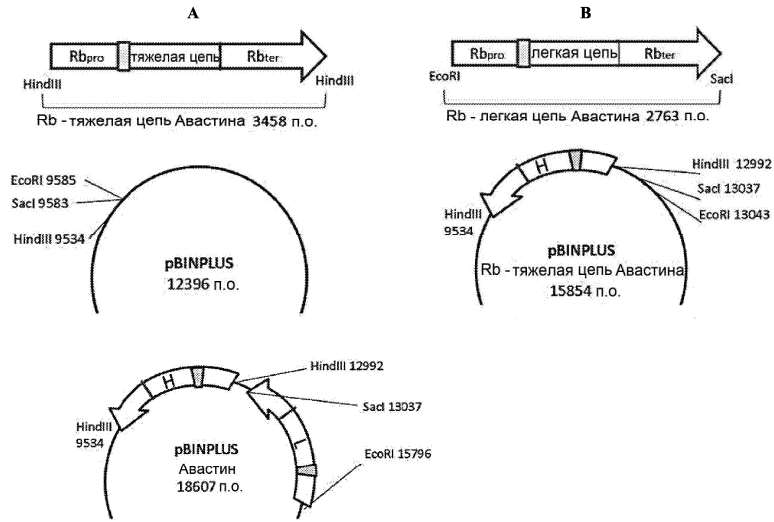 A
Rbpro тяжелая цепь Rbter
HindIII HindIII
Rb - тяжелая цепь Авастина 3458 п.о.
EcoRI 9585
SacI 9583
HindIII 9534
pBINPLUS
12396 п.о.
B
Rbpro легкая цепь Rbter
EcoRI SacI
Rb - легкая цепь Авастина 2763 п.о.
H
HindIII 12992
SacI 13037
EcoRI 13043
HindIII
9534
pBINPLUS
Rb - тяжелая цепь Авастина
15854 п.о.
H
HindIII 12992
SacI 13037
HindIII
9534
L
pBINPLUS
Авастин
18607 п.о.
EcoRI 15796